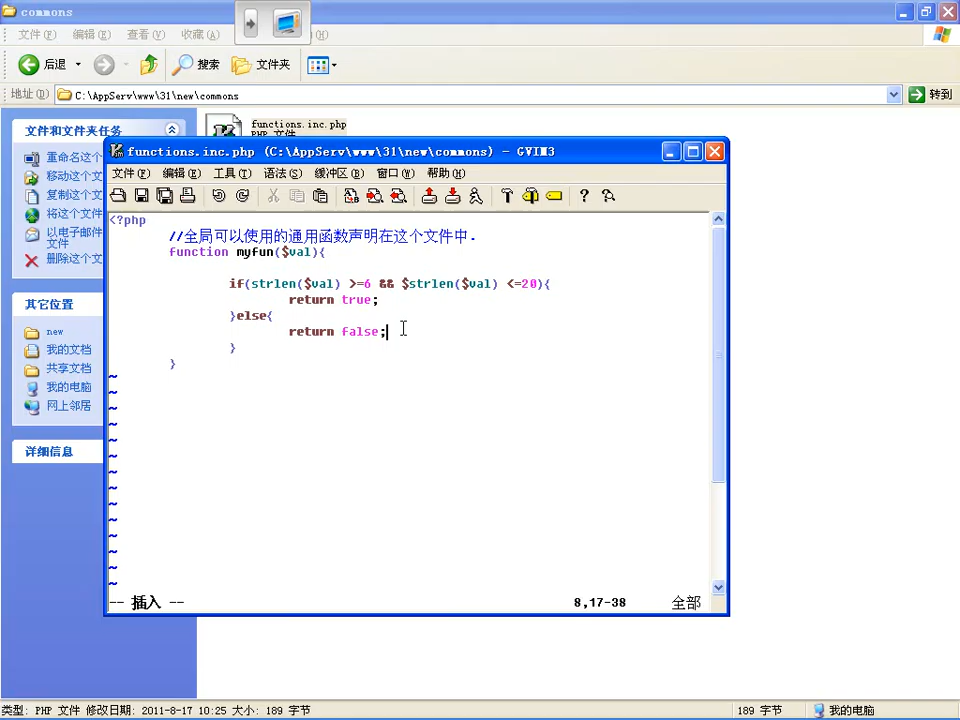 commons
文件(F) 编辑(E) 查看(V) 收藏(A) (H)
后退 搜索 文件夹
地址(D) C:\AppServ\www\31\new\commons 转到
文件和文件夹任务
functions.inc.php
PHP 文件
重命名这个
移动这个文
复制这个文
将这个文件
以电子邮件
文件
删除这个文
其它位置
new
我的文档
共享文档
我的电脑
网上邻居
详细信息
functions.inc.php (C:\AppServ\www\31\new\commons) - GVIM3
文件(F) 编辑(E) 工具(T) 语法(S) 缓冲区(B) 窗口(W) 帮助(H)
<?php
//全局可以使用的通用函数声明在这个文件中.
function myfun($val){
if(strlen($val) >=6 && $strlen($val) <=20){
return true;
}else{
return false;
}
}
~
~
~
~
~
~
~
~
~
~
~
~
~
~
-- 插入 -- 8,17-38 全部
类型: PHP 文件 修改日期: 2011-8-17 10:25 大小: 189 字节 189 字节 我的电脑